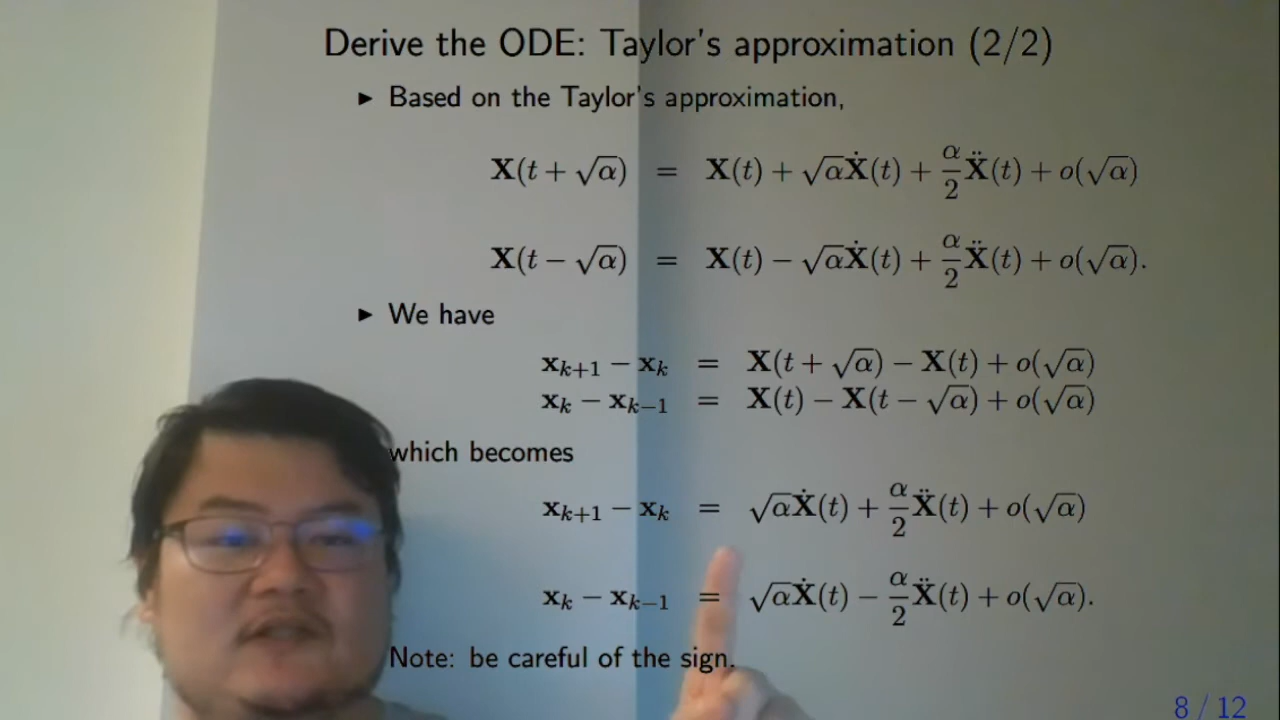 Derive the ODE: Taylor's approximation (2/2)
▶ Based on the Taylor's approximation,
X(t + √α) = X(t) + √αẊ(t) + α/2 Ẍ(t) + o(√α)
X(t − √α) = X(t) − √αẊ(t) + α/2 Ẍ(t) + o(√α).
▶ We have
x_{k+1} − x_k = X(t + √α) − X(t) + o(√α)
x_k − x_{k−1} = X(t) − X(t − √α) + o(√α)
which becomes
x_{k+1} − x_k = √αẊ(t) + α/2 Ẍ(t) + o(√α)
x_k − x_{k−1} = √αẊ(t) − α/2 Ẍ(t) + o(√α).
Note: be careful of the sign.
8 / 12